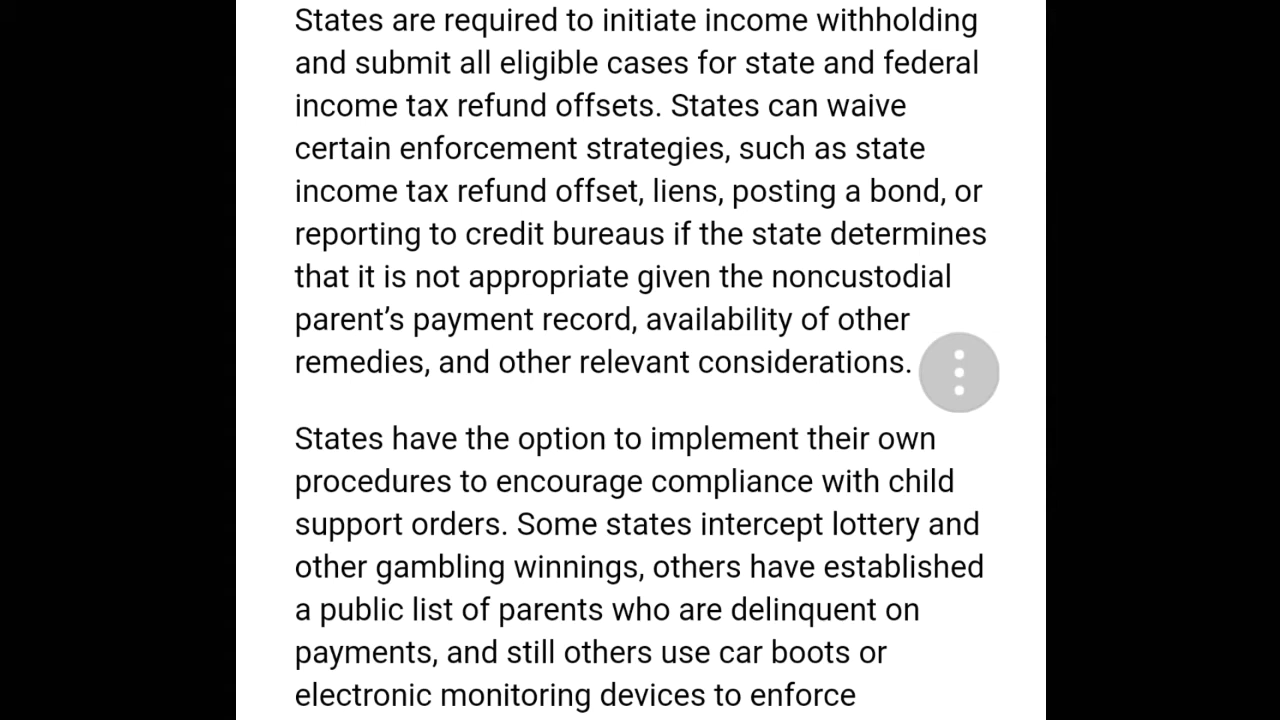 States are required to initiate income withholding
and submit all eligible cases for state and federal
income tax refund offsets. States can waive
certain enforcement strategies, such as state
income tax refund offset, liens, posting a bond, or
reporting to credit bureaus if the state determines
that it is not appropriate given the noncustodial
parent’s payment record, availability of other
remedies, and other relevant considerations.
States have the option to implement their own
procedures to encourage compliance with child
support orders. Some states intercept lottery and
other gambling winnings, others have established
a public list of parents who are delinquent on
payments, and still others use car boots or
electronic monitoring devices to enforce